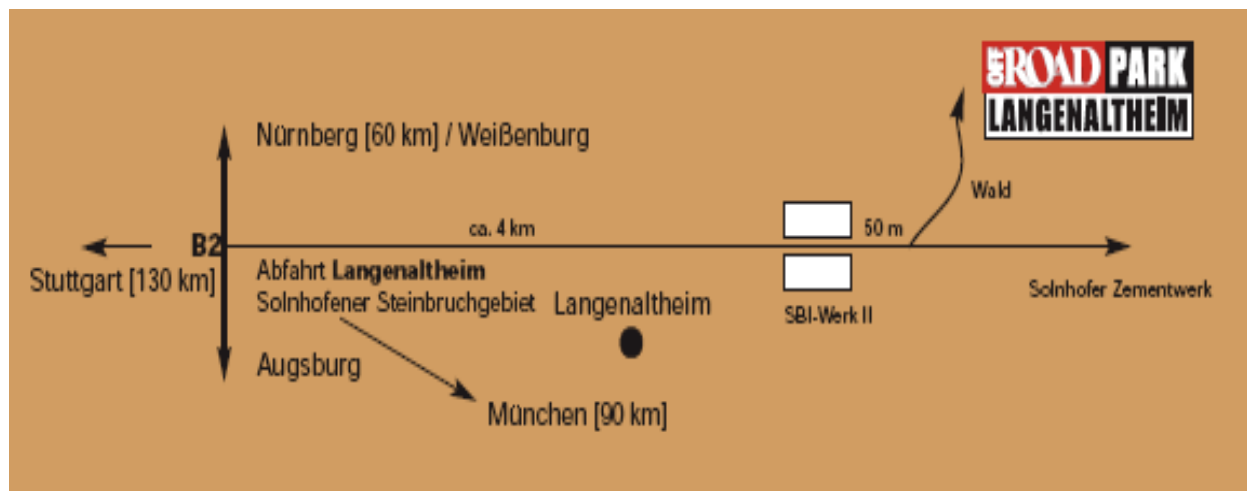 OFF ROAD PARK
LANGENALTHEIM
Nürnberg [60 km] / Weißenburg
Wald
ca. 4 km
50 m
B2
Stuttgart [130 km]
Abfahrt Langenaltheim
Solnhofener Steinbruchgebiet
Langenaltheim
SBI-Werk II
Solnhofer Zementwerk
Augsburg
München [90 km]